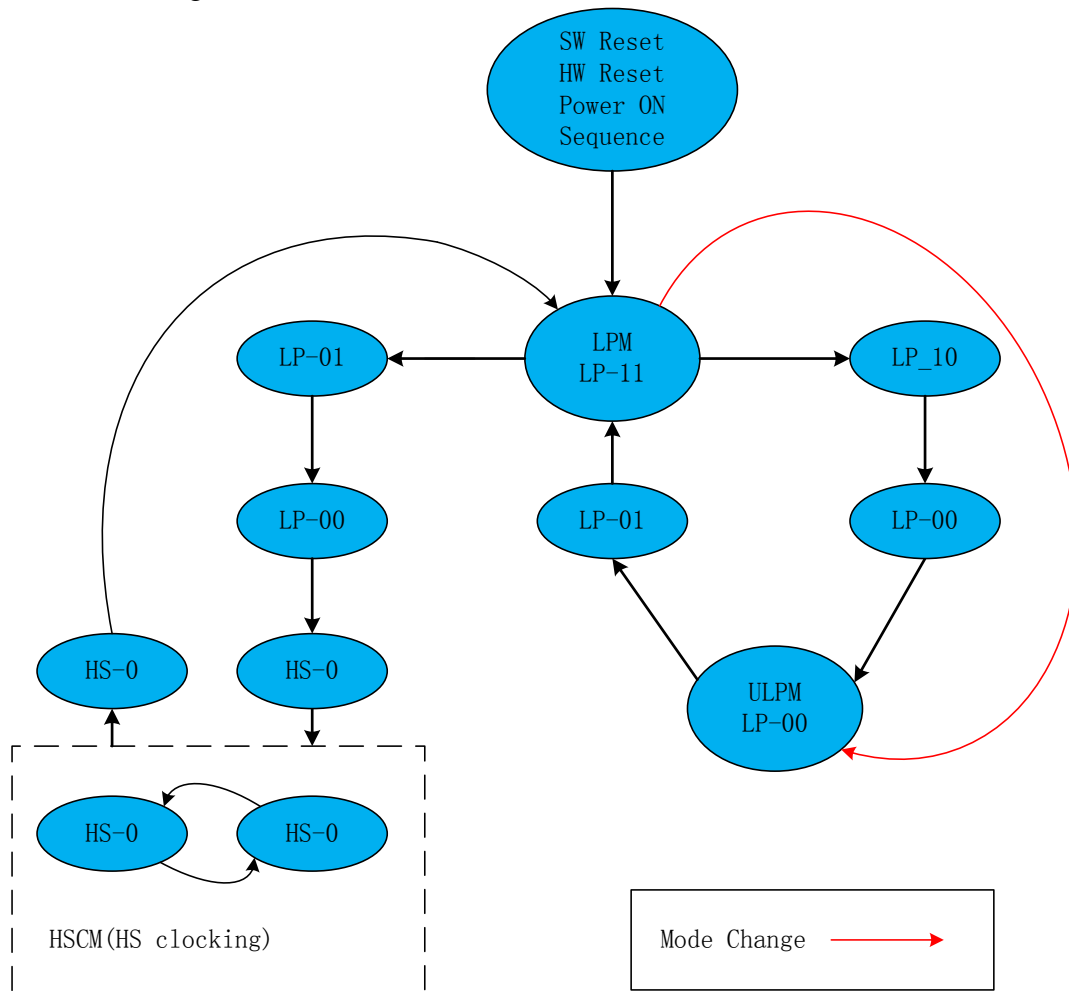 SW Reset
HW Reset
Power ON
Sequence
LP-01
LPM
LP-11
LP_10
LP-00
LP-01
LP-00
HS-0
HS-0
ULPM
LP-00
HS-0
HS-0
HSCM(HS clocking)
Mode Change